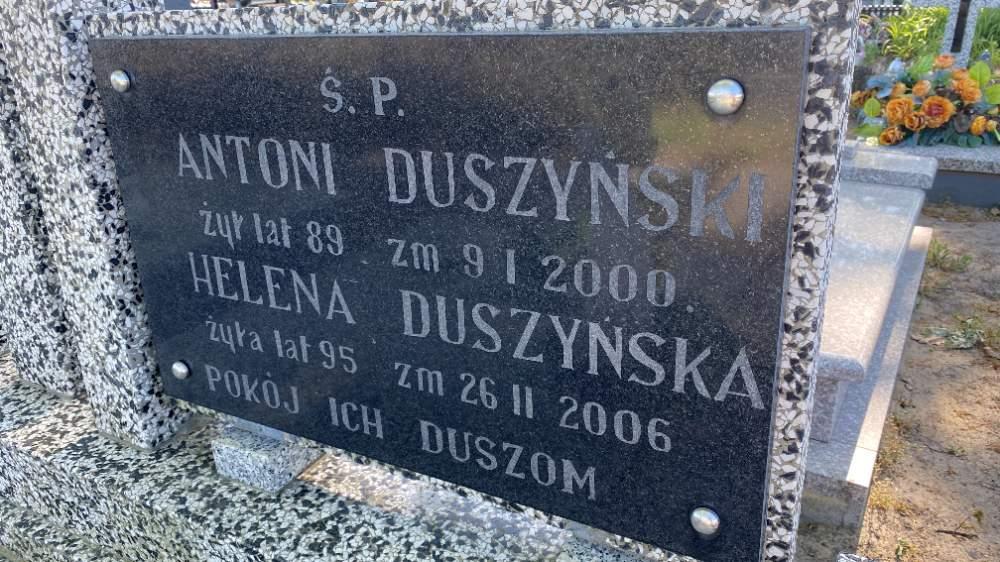 Ś. P.
ANTONI DUSZYŃSKI
żył lat 89 zm 9 I 2000.
HELENA DUSZYŃSKA
żyła lat 95 zm 26 II 2006
POKÓJ ICH DUSZOM